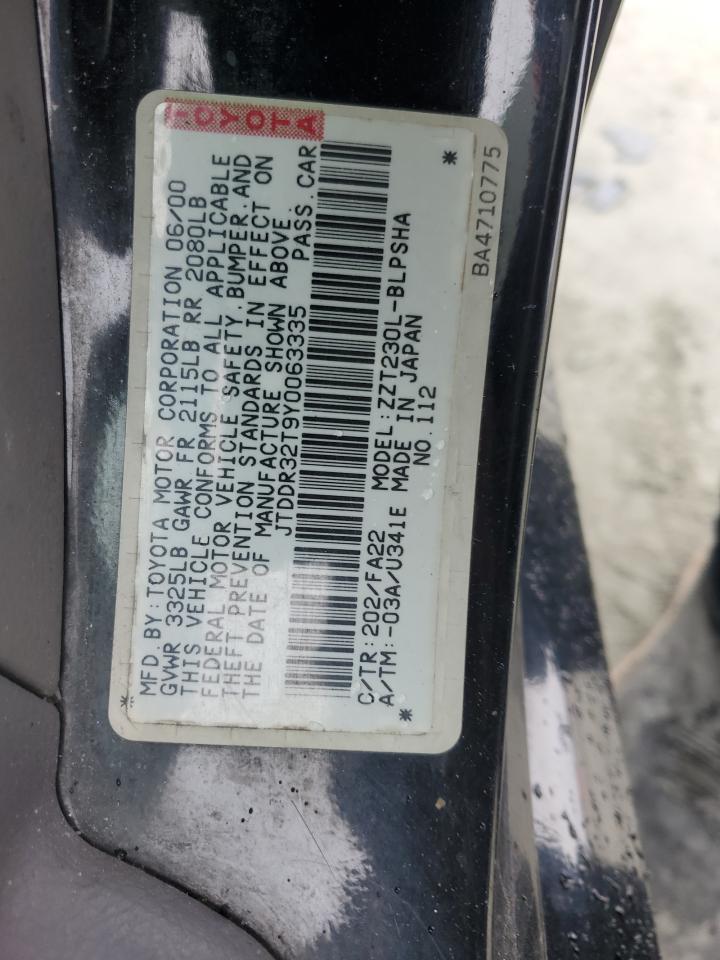 TOYOTA
MFD. BY: TOYOTA MOTOR CORPORATION 06/00
GVWR 3325LB GAWR FR 2115LB RR 2080LB
THIS VEHICLE CONFORMS TO ALL APPLICABLE
FEDERAL MOTOR VEHICLE SAFETY, BUMPER, AND
THEFT PREVENTION STANDARDS IN EFFECT ON
THE DATE OF MANUFACTURE SHOWN ABOVE.
JTDDR32T9Y0063335 PASS. CAR
C/TR: 202/FA22 MODEL: ZZT230L-BLPSHA
A/TM: -03A/U341E MADE IN JAPAN
NO. 112
BA4710775